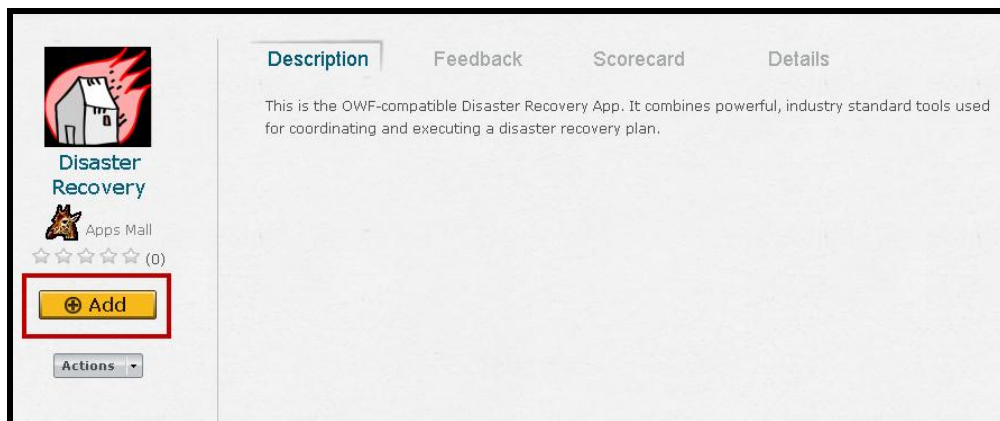 Description Feedback Scorecard Details
This is the OWF-compatible Disaster Recovery App. It combines powerful, industry standard tools used
for coordinating and executing a disaster recovery plan.
Disaster
Recovery
Apps Mall
(0)
Add
Actions